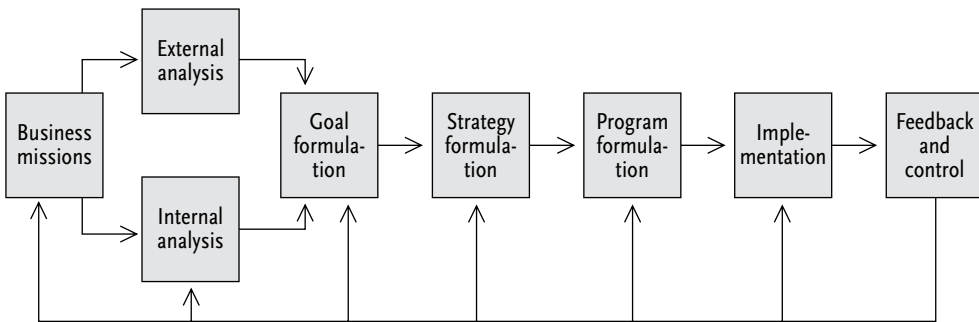 Business
missions
External
analysis
Internal
analysis
Goal
formula-
tion
Strategy
formula-
tion
Program
formula-
tion
Imple-
mentation
Feedback
and
control